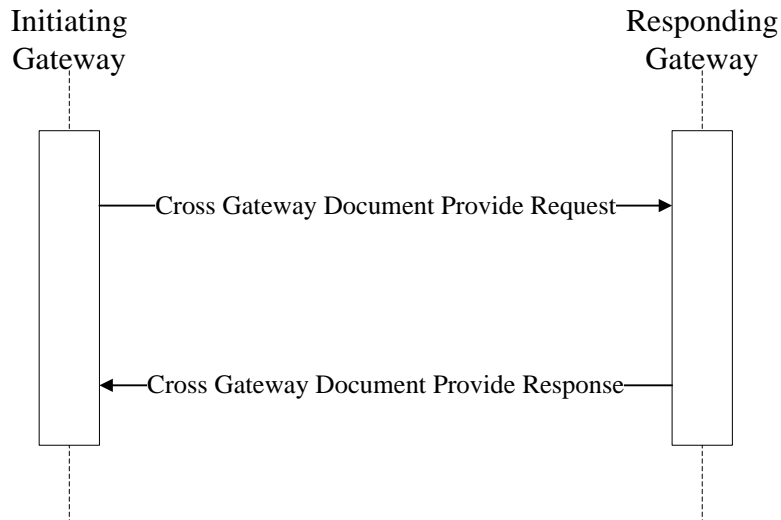 Initiating
Gateway
Responding
Gateway
Cross Gateway Document Provide Request
Cross Gateway Document Provide Response